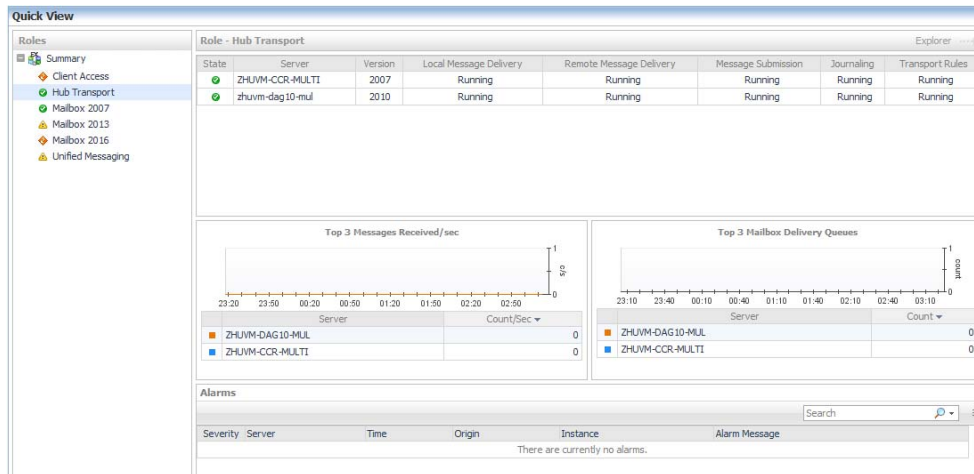 Quick View
Roles
Summary
Client Access
Hub Transport
Mailbox 2007
Mailbox 2013
Mailbox 2016
Unified Messaging
Role - Hub Transport Explorer
State Server Version Local Message Delivery Remote Message Delivery Message Submission Journaling Transport Rules
ZHUVM-CCR-MULTI 2007 Running Running Running Running Running
zhuvm-dag10-mul 2010 Running Running Running Running Running
Top 3 Messages Received/sec
1
c/s
0
23:20 23:50 00:20 00:50 01:20 01:50 02:20 02:50
Server Count/Sec
ZHUVM-DAG10-MUL 0
ZHUVM-CCR-MULTI 0
Top 3 Mailbox Delivery Queues
1
count
0
23:10 23:40 00:10 00:40 01:10 01:40 02:10 02:40 03:10
Server Count
ZHUVM-DAG10-MUL 0
ZHUVM-CCR-MULTI 0
Alarms
Search
Severity Server Time Origin Instance Alarm Message
There are currently no alarms.